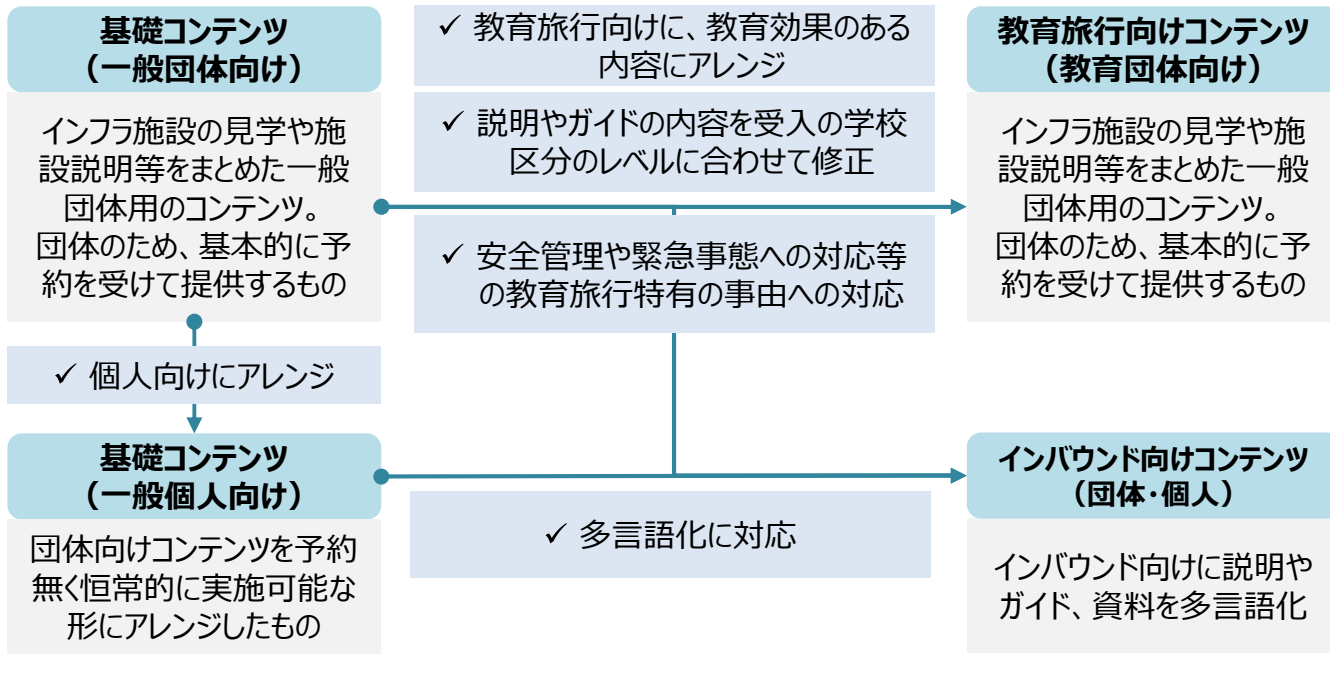 基礎コンテンツ
（一般団体向け）
インフラ施設の見学や施
設説明等をまとめた一般
団体用のコンテンツ。
団体のため、基本的に予
約を受けて提供するもの
✓ 教育旅行向けに、教育効果のある
内容にアレンジ
✓ 説明やガイドの内容を受入の学校
区分のレベルに合わせて修正
✓ 安全管理や緊急事態への対応等
の教育旅行特有の事由への対応
教育旅行向けコンテンツ
（教育団体向け）
インフラ施設の見学や施
設説明等をまとめた一般
団体用のコンテンツ。
団体のため、基本的に予
約を受けて提供するもの
✓ 個人向けにアレンジ
基礎コンテンツ
（一般個人向け）
団体向けコンテンツを予約
無く恒常的に実施可能な
形にアレンジしたもの
✓ 多言語化に対応
インバウンド向けコンテンツ
（団体・個人）
インバウンド向けに説明や
ガイド、資料を多言語化